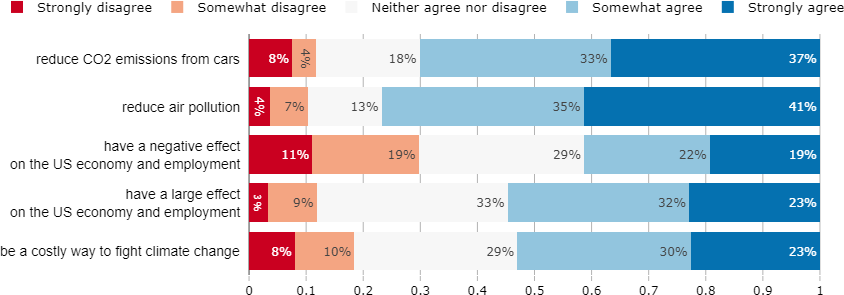 Strongly disagree Somewhat disagree Neither agree nor disagree Somewhat agree Strongly agree
reduce CO2 emissions from cars 8% 4% 18% 33% 37%
reduce air pollution 4% 7% 13% 35% 41%
have a negative effect
on the US economy and employment 11% 19% 29% 22% 19%
have a large effect
on the US economy and employment 3% 9% 33% 32% 23%
be a costly way to fight climate change 8% 10% 29% 30% 23%
0 0.1 0.2 0.3 0.4 0.5 0.6 0.7 0.8 0.9 1